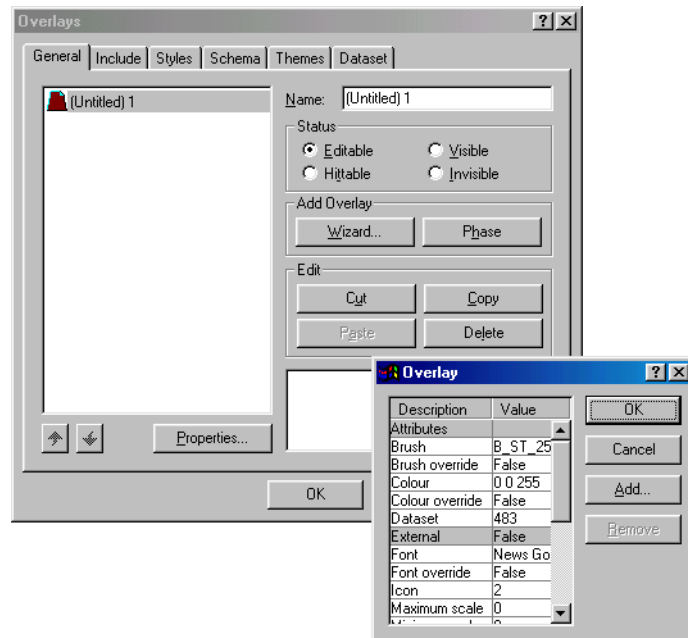 Overlays
General Include Styles Schema Themes Dataset
(Untitled) 1
Name: (Untitled) 1
Status
Editable Visible
Hittable Invisible
Add Overlay
Wizard... Phase
Edit
Cut Copy
Paste Delete
Properties...
OK
Overlay
Description Value
Attributes
Brush B_ST_25
Brush override False
Colour 0 0 255
Colour override False
Dataset 483
External False
Font News Go
Font override False
Icon 2
Maximum scale 0
OK
Cancel
Add...
Remove